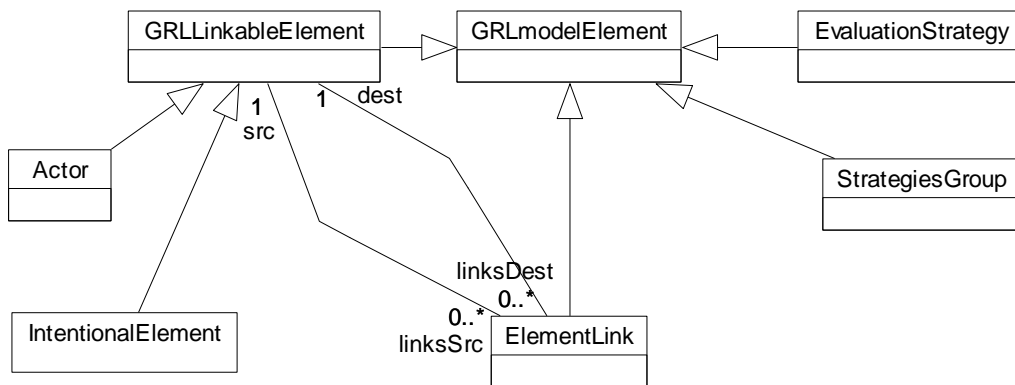 GRLLinkableElement
GRLmodelElement
EvaluationStrategy
1
1
dest
src
Actor
StrategiesGroup
linksDest
0..*
0..*
IntentionalElement
linksSrc
ElementLink